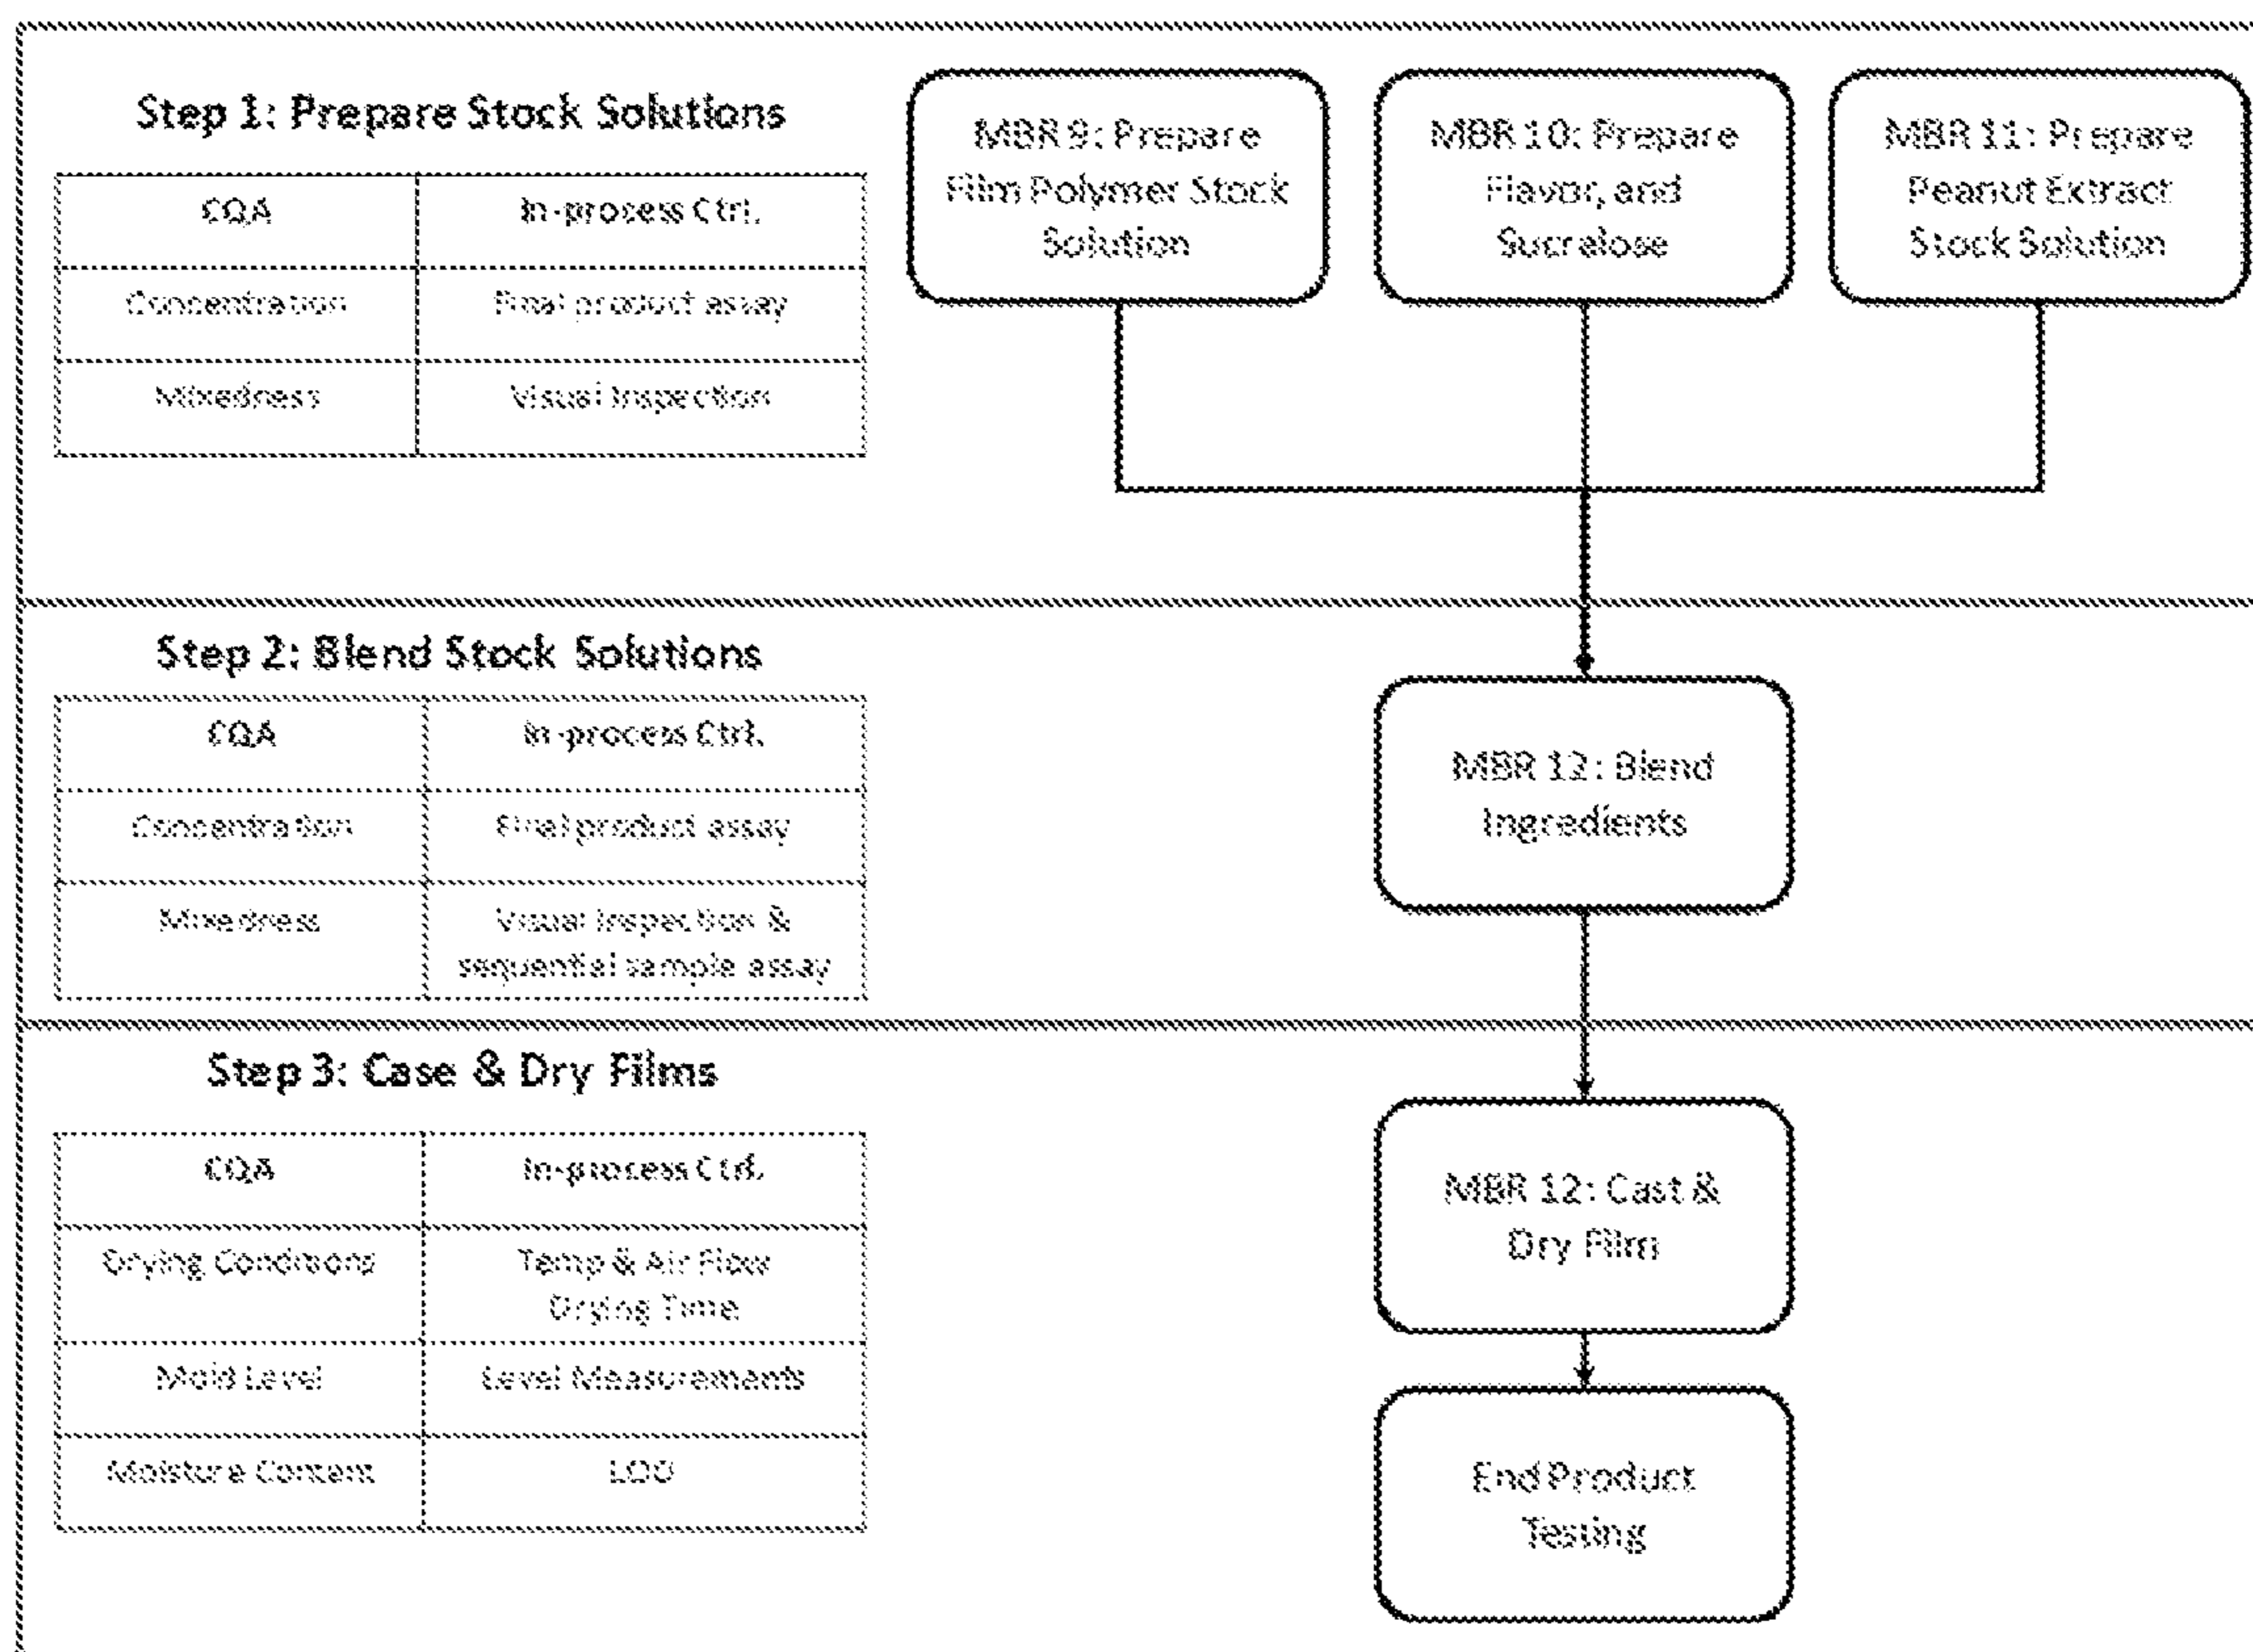 Step 1: Prepare Stock Solutions
CQA
In-process Ctrl.
Concentration
Final product assay
Mixedness
Visual Inspection
MBR 9: Prepare
Film Polymer Stock
Solution
MBR 10: Prepare
Flavor, and
Sucralose
MBR 11: Prepare
Peanut Extract
Stock Solution
Step 2: Blend Stock Solutions
CQA
In-process Ctrl.
Concentration
Final product assay
Mixedness
Visual Inspection &
sequential sample assay
MBR 12: Blend
Ingredients
Step 3: Case & Dry Films
CQA
In-process Ctrl.
Drying Conditions
Temp & Air Flow
Drying Time
Mold Level
Level Measurements
Moisture Content
LOD
MBR 12: Cast &
Dry Film
End Product
Testing